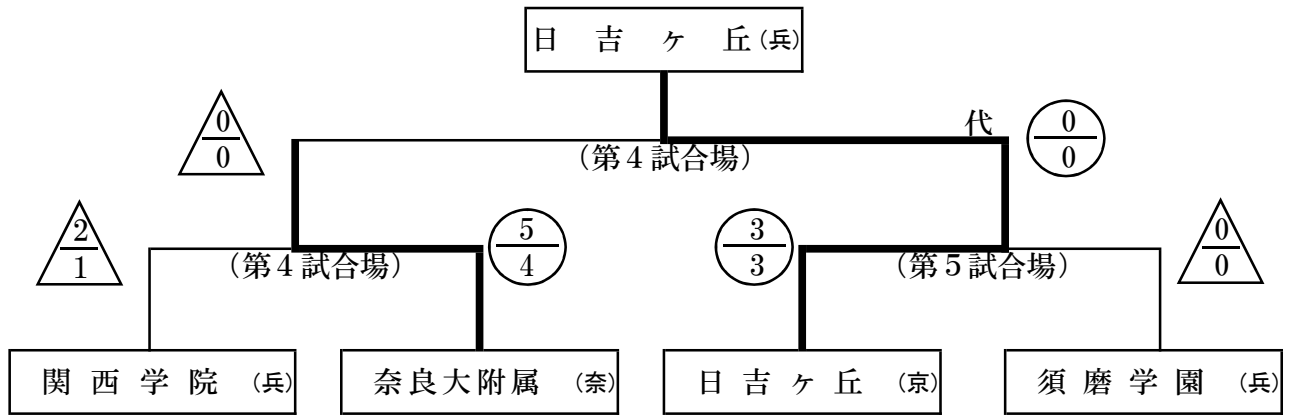 日吉ヶ丘(兵)
0
0
代
0
0
(第4試合場)
2
1
5
4
3
3
0
0
(第4試合場)
(第5試合場)
関西学院 (兵)
奈良大附属 (奈)
日吉ヶ丘 (京)
須磨学園 (兵)